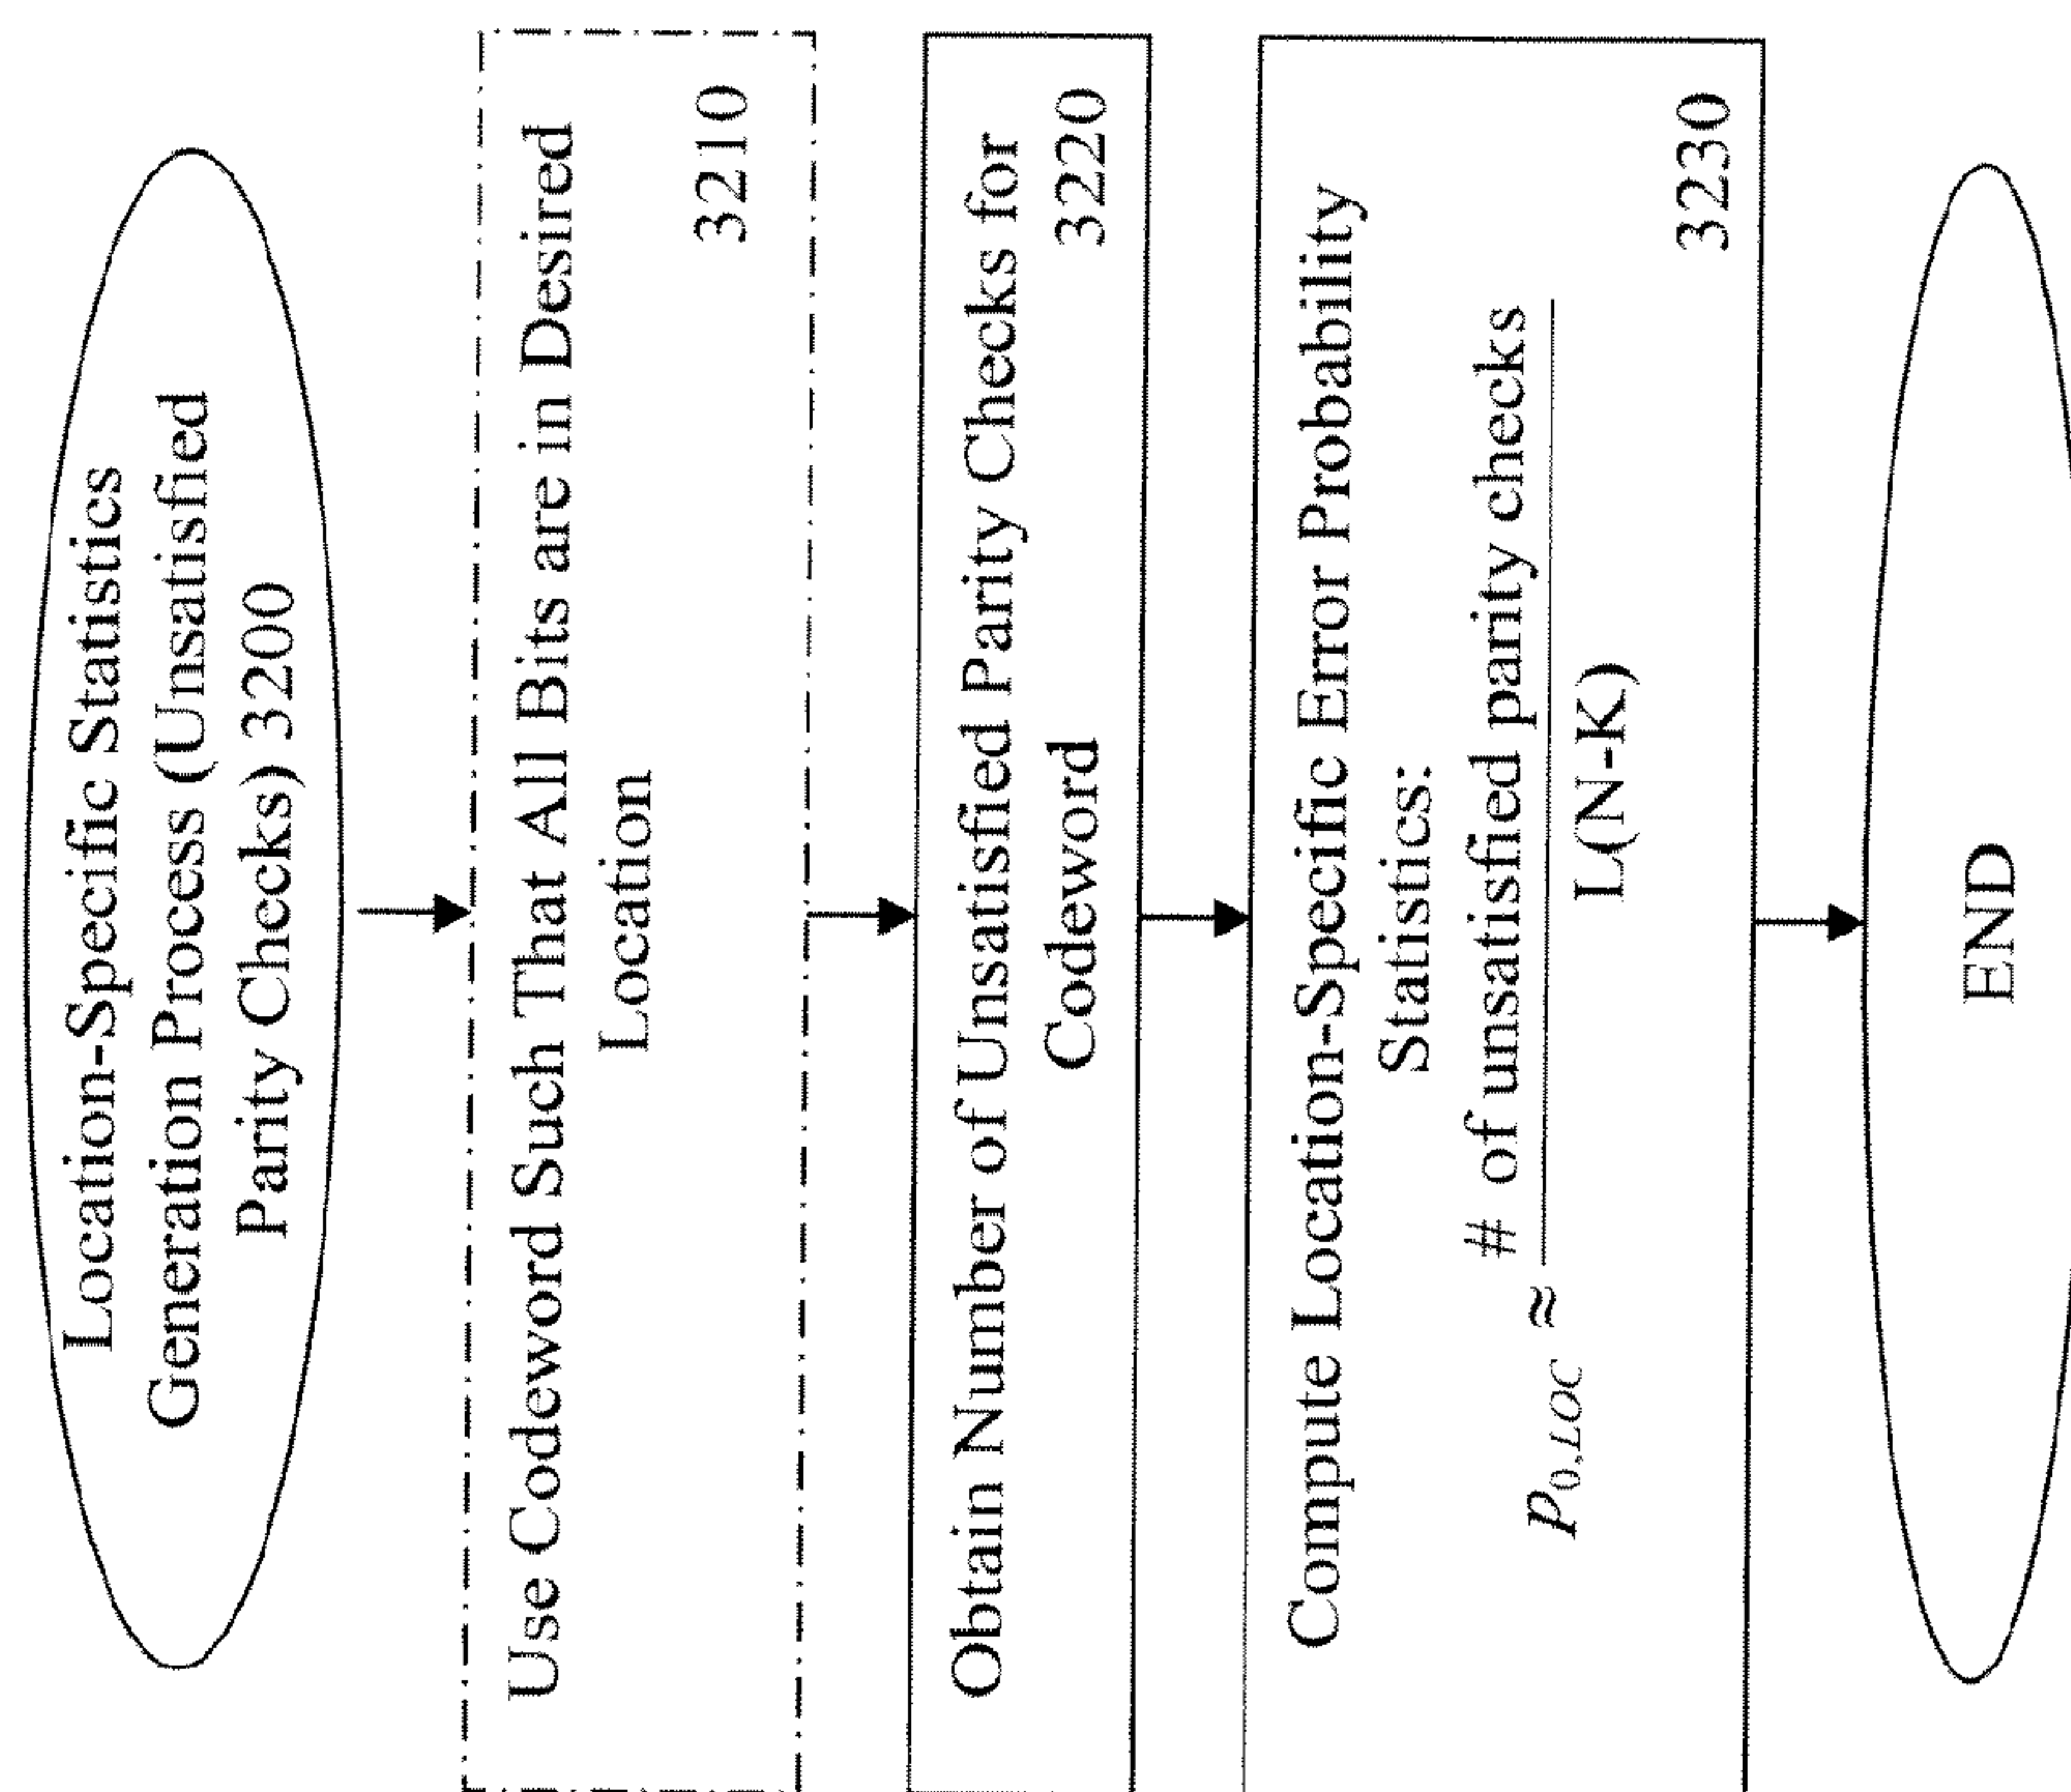 Location-Specific Statistics
Generation Process (Unsatisfied
Parity Checks) 3200
Use Codeword Such That All Bits are in Desired
Location
3210
Obtain Number of Unsatisfied Parity Checks for
Codeword
3220
Compute Location-Specific Error Probability
Statistics:
# of unsatisfied parity checks
P0,LOC ≈
L(N-K)
3230
END